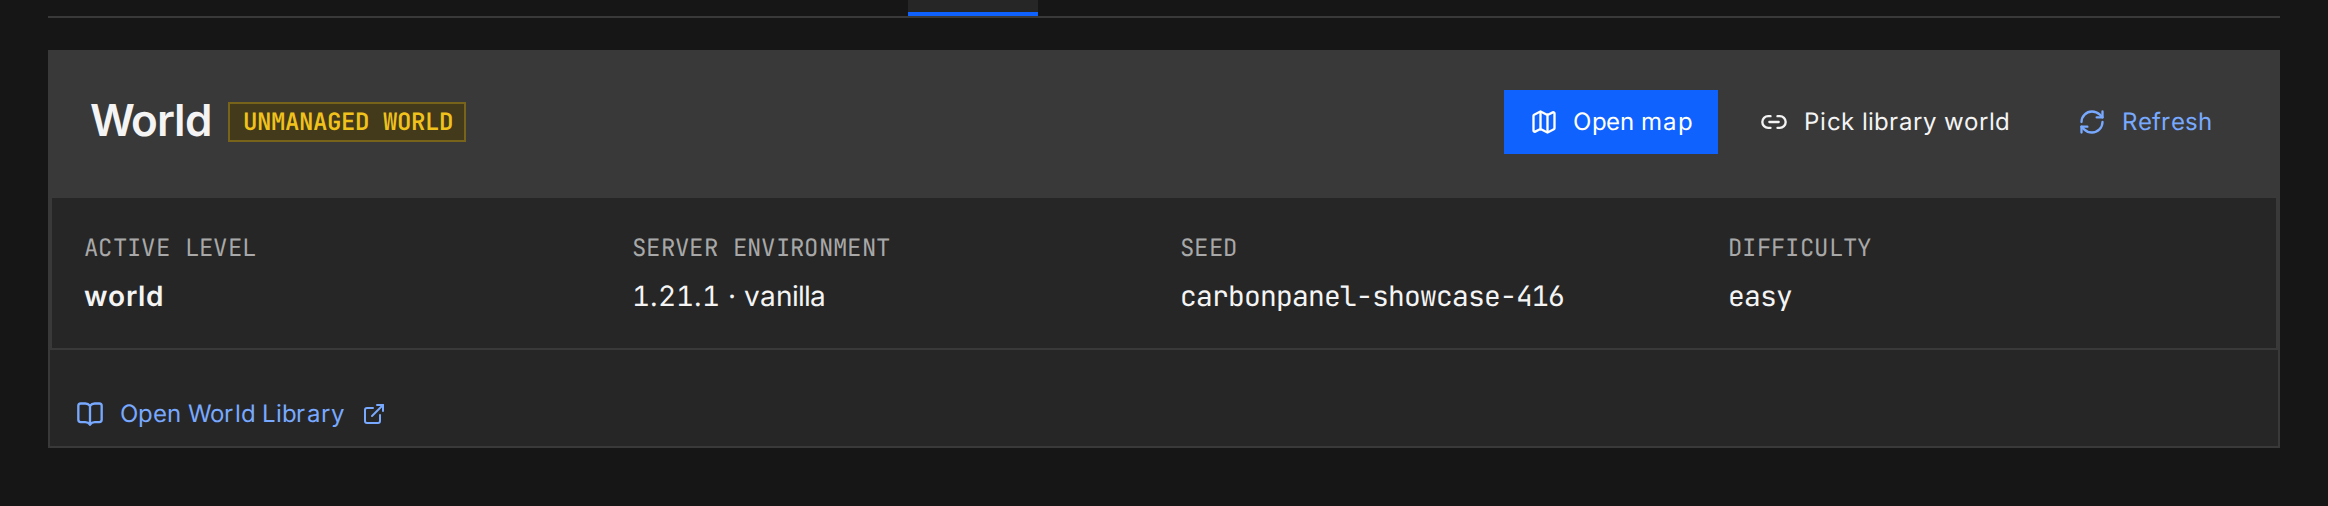 World UNMANAGED WORLD Open map Pick library world Refresh
ACTIVE LEVEL SERVER ENVIRONMENT SEED DIFFICULTY
world 1.21.1 · vanilla carbonpanel-showcase-416 easy
Open World Library